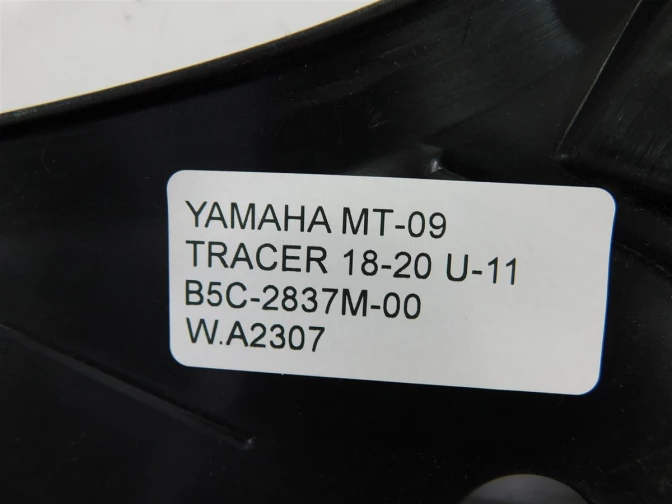 YAMAHA MT-09
TRACER 18-20 U-11
B5C-2837M-00
W.A2307